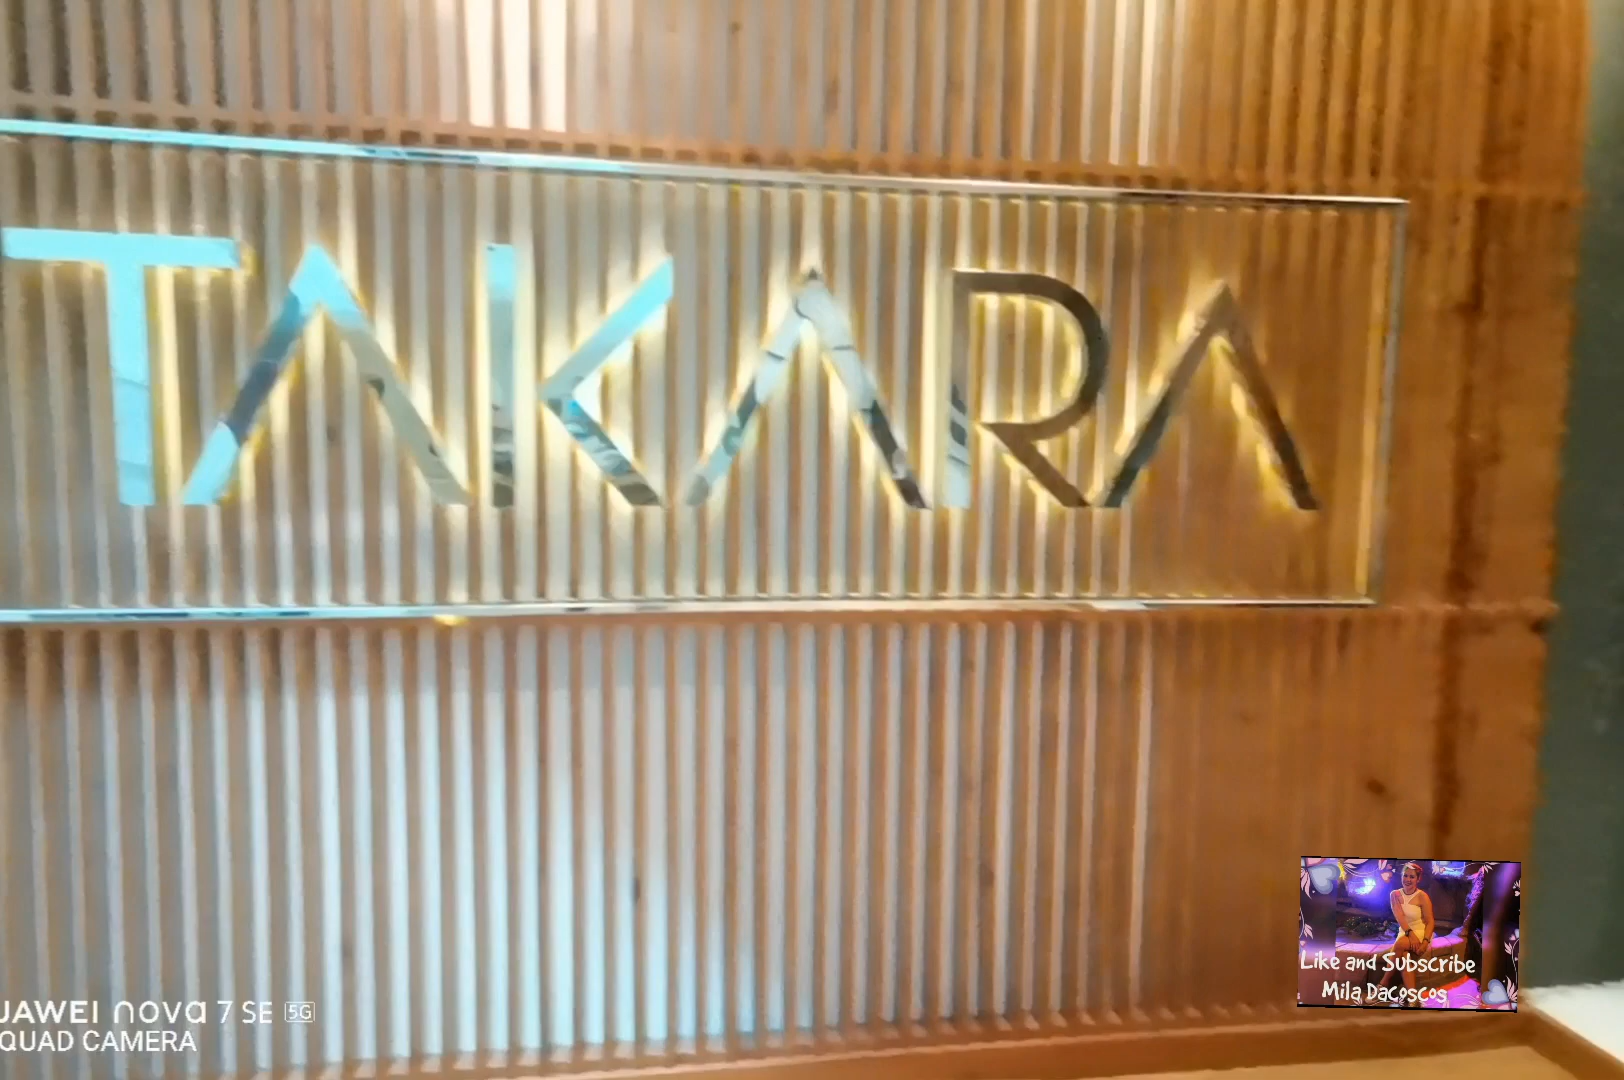 TAKARA
Like and Subscribe
Mila Dacoscos
UAWEI nova 7 SE 5G
QUAD CAMERA